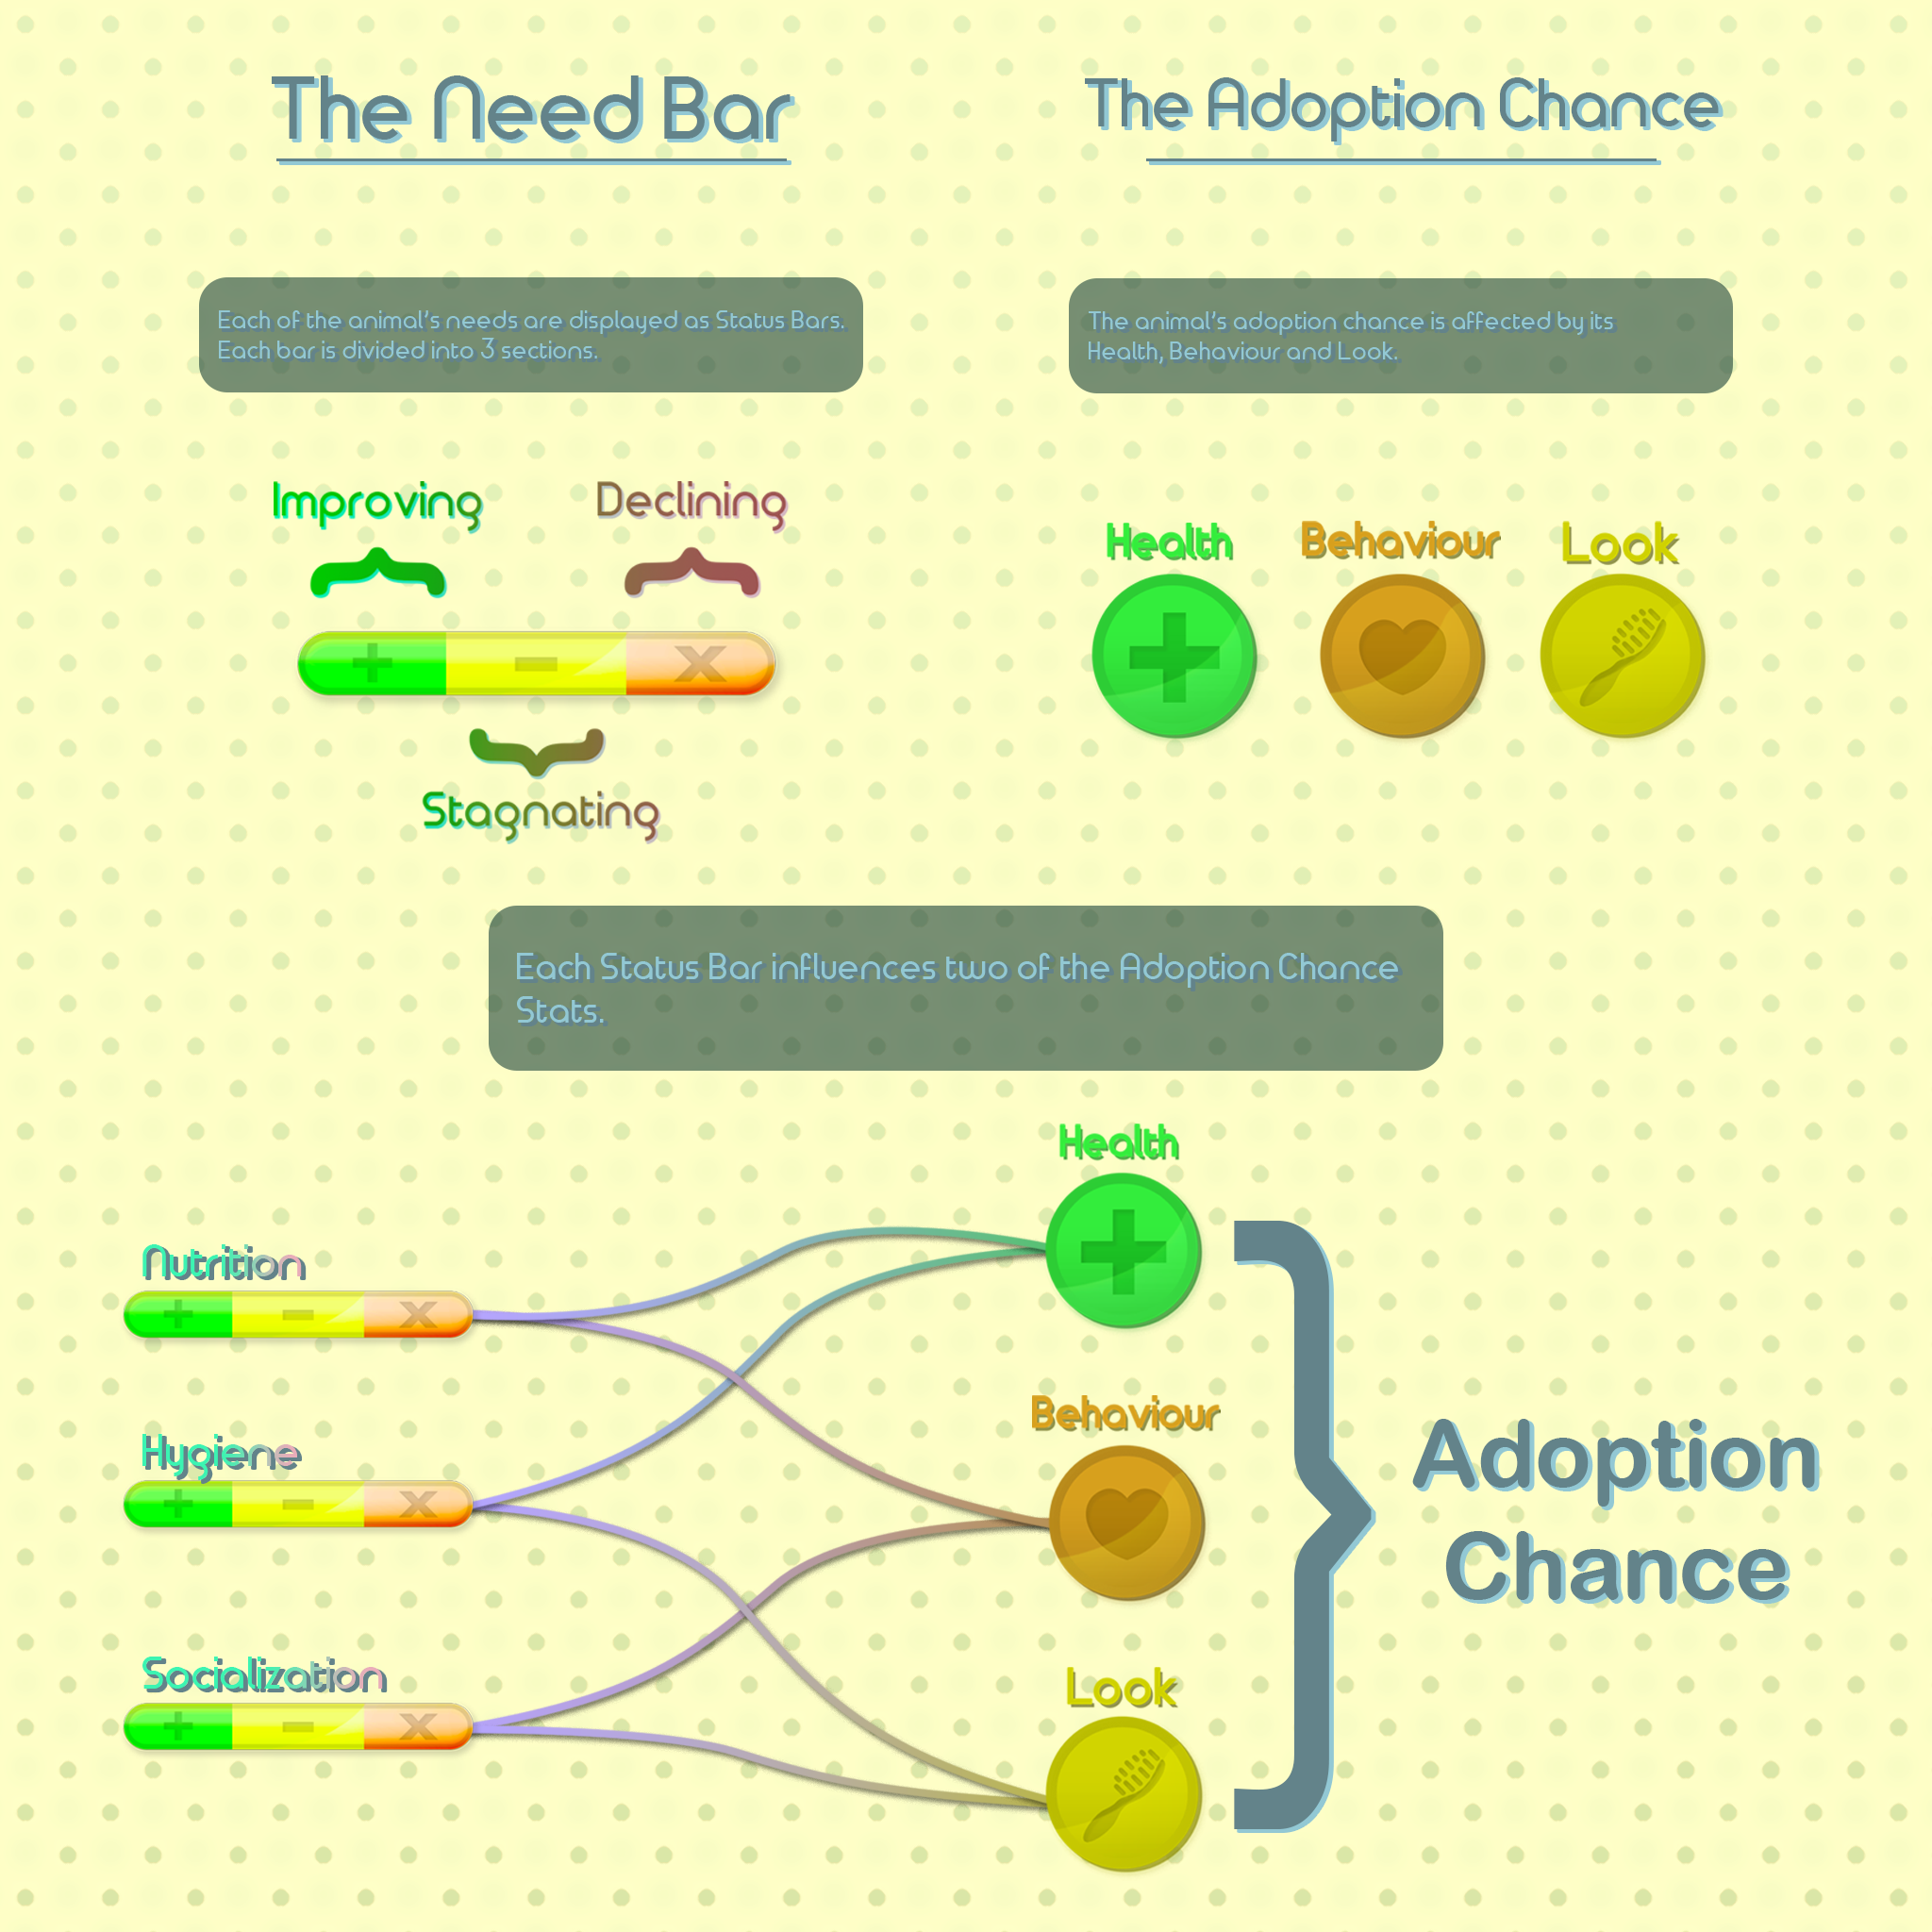 The Need Bar
Each of the animal's needs are displayed as Status Bars.
Each bar is divided into 3 sections.
Improving
Declining
Stagnating
The Adoption Chance
The animal's adoption chance is affected by its
Health, Behaviour and Look.
Health
Behaviour
Look
Each Status Bar influences two of the Adoption Chance
Stats.
Nutrition
Hygiene
Socialization
Health
Behaviour
Look
Adoption
Chance